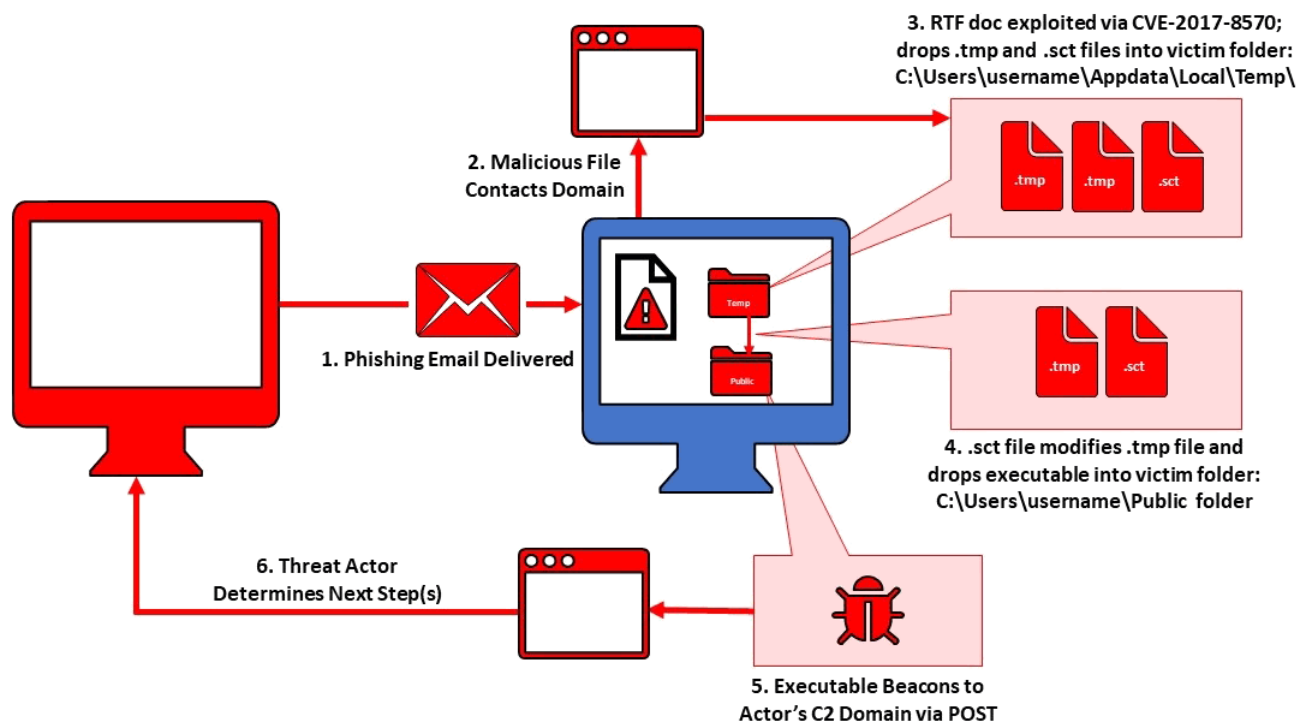 3. RTF doc exploited via CVE-2017-8570;
drops .tmp and .sct files into victim folder:
C:\Users\username\Appdata\Local\Temp\
.tmp
.tmp
.sct
2. Malicious File
Contacts Domain
Temp
Public
1. Phishing Email Delivered
.tmp
.sct
4. .sct file modifies .tmp file and
drops executable into victim folder:
C:\Users\username\Public folder
6. Threat Actor
Determines Next Step(s)
5. Executable Beacons to
Actor's C2 Domain via POST